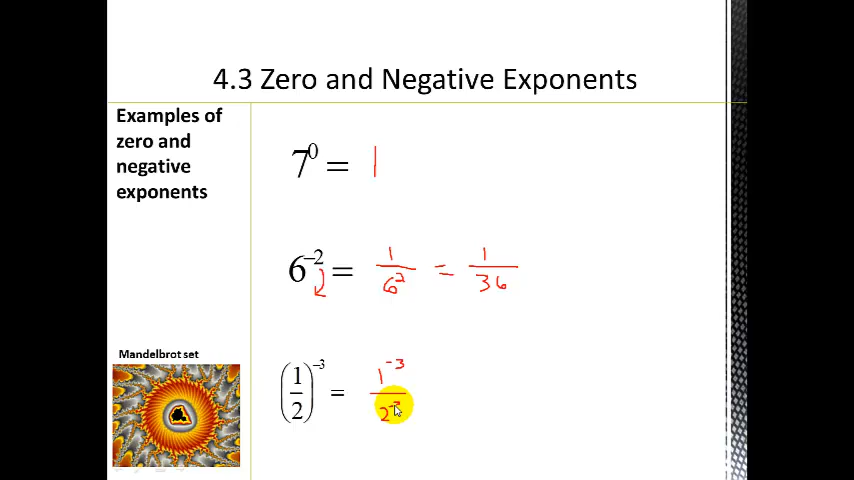 4.3 Zero and Negative Exponents
Examples of
zero and
negative
exponents
7⁰ = 1
6⁻² = 1/6² = 1/36
(1/2)⁻³ = 1⁻³/2⁻³
Mandelbrot set